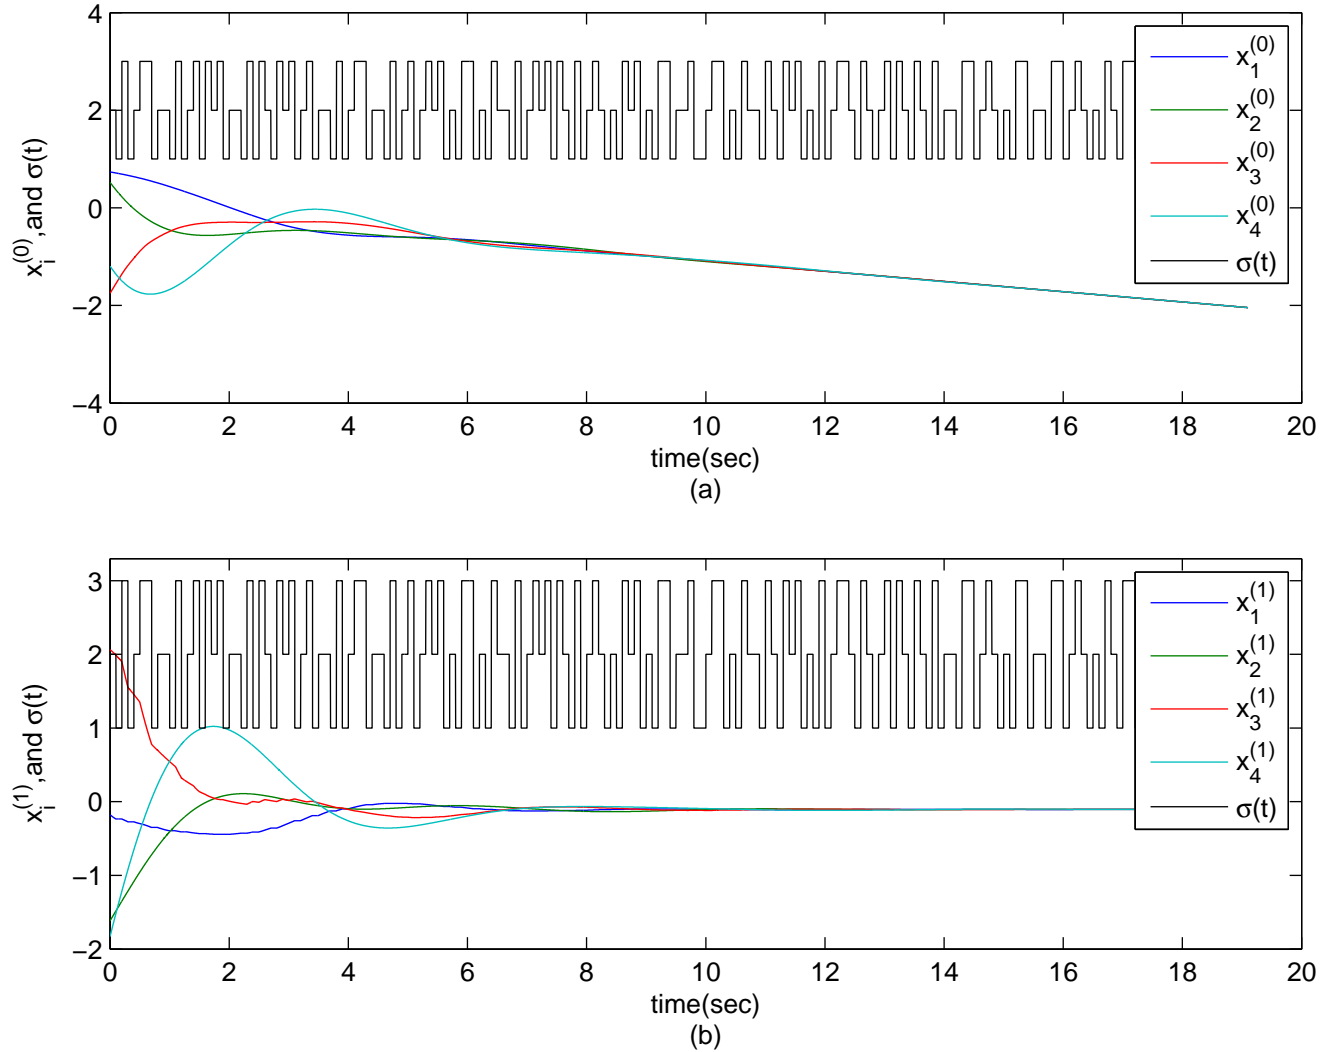 4
2
0
−2
−4
x_i^(0),and σ(t)
x_1^(0)
x_2^(0)
x_3^(0)
x_4^(0)
σ(t)
0 2 4 6 8 10 12 14 16 18 20
time(sec)
(a)
3
2
1
0
−1
−2
x_i^(1),and σ(t)
x_1^(1)
x_2^(1)
x_3^(1)
x_4^(1)
σ(t)
0 2 4 6 8 10 12 14 16 18 20
time(sec)
(b)